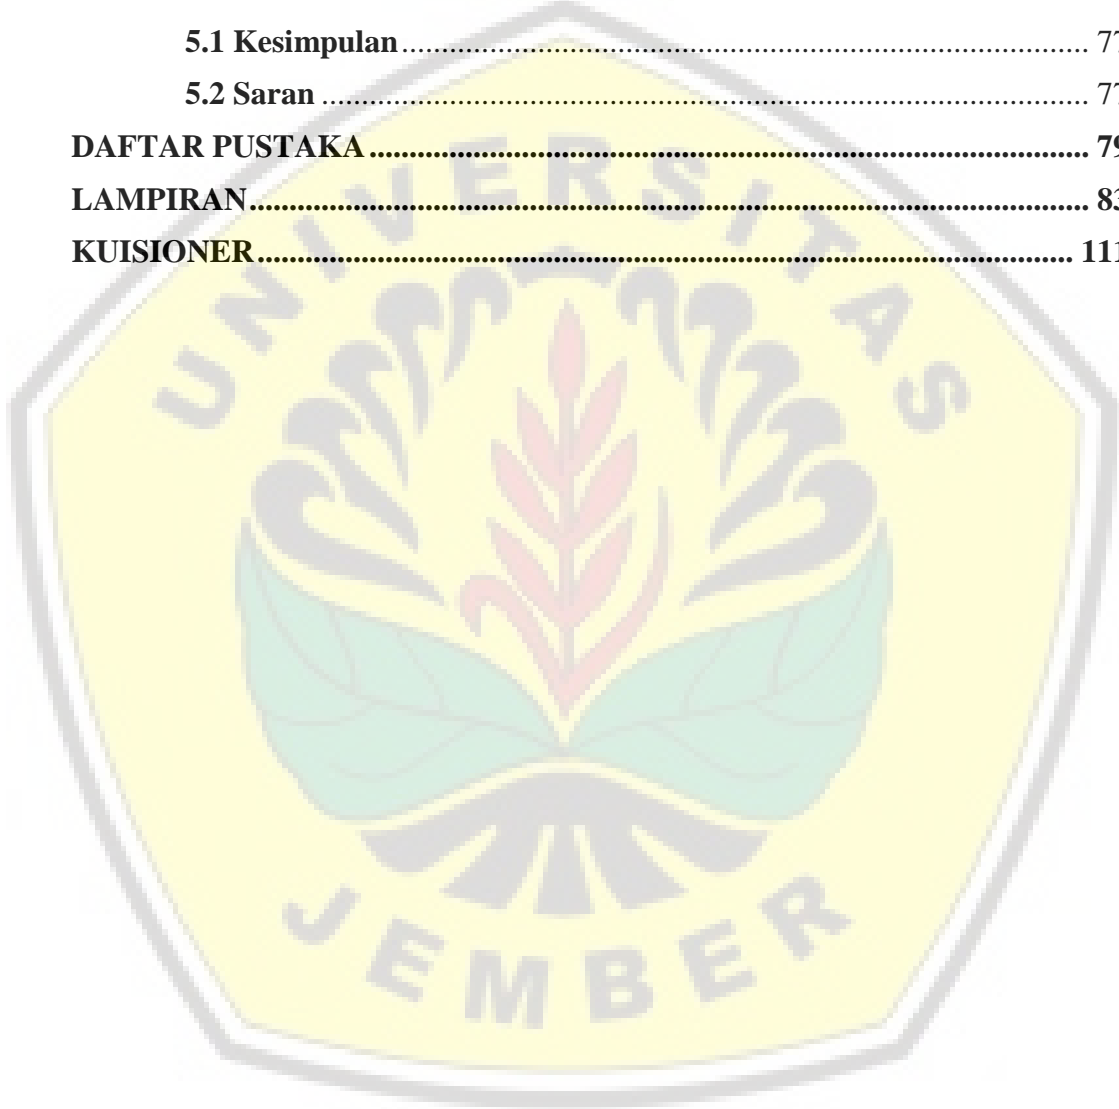 5.1 Kesimpulan.................................................................................... 77
5.2 Saran .............................................................................................. 77
DAFTAR PUSTAKA........................................................................................ 79
LAMPIRAN...................................................................................................... 83
KUISIONER................................................................................................... 111
UNIVERSITAS
JEMBER